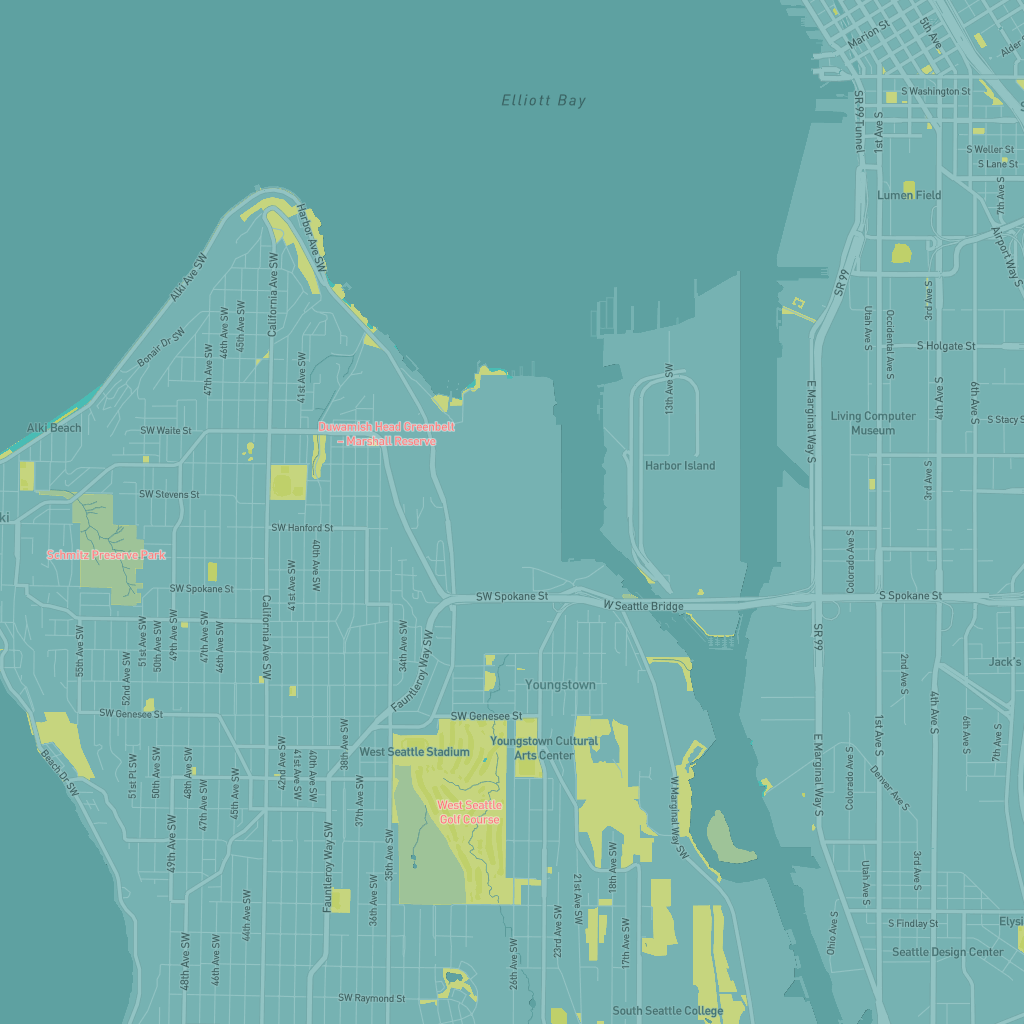 Marion St
5th Ave
Alder S
Elliott Bay
S Washington St
SR 99 Tunnel
1st Ave S
S Weller St
S Lane St
Lumen Field
7th Ave S
Harbor Ave SW
Airport Way S
Alki Ave SW
California Ave SW
SR 99
3rd Ave S
46th Ave SW
45th Ave SW
Utah Ave S
Occidental Ave S
Bonair Dr SW
S Holgate St
47th Ave SW
41st Ave SW
13th Ave SW
E Marginal Way S
4th Ave S
6th Ave S
Living Computer
Museum
S Stacy S
Alki Beach
SW Waite St
Duwamish Head Greenbelt
– Marshall Reserve
Harbor Island
3rd Ave S
SW Stevens St
ki
SW Hanford St
Schmitz Preserve Park
40th Ave SW
Colorado Ave S
41st Ave SW
SW Spokane St
SW Spokane St
W Seattle Bridge
S Spokane St
California Ave SW
SR 99
55th Ave SW
51st Ave SW
50th Ave SW
49th Ave SW
47th Ave SW
46th Ave SW
34th Ave SW
Fauntleroy Way SW
52nd Ave SW
2nd Ave S
Jack's
Youngstown
4th Ave S
SW Genesee St
SW Genesee St
1st Ave S
6th Ave S
7th Ave S
38th Ave SW
West Seattle Stadium
Youngstown Cultural
Arts Center
E Marginal Way S
Beach Dr SW
51st Pl SW
50th Ave SW
48th Ave SW
42nd Ave SW
41st Ave SW
40th Ave SW
Colorado Ave S
Denver Ave S
47th Ave SW
45th Ave SW
37th Ave SW
West Seattle
Golf Course
W Marginal Way SW
49th Ave SW
Fauntleroy Way SW
35th Ave SW
18th Ave SW
3rd Ave S
Utah Ave S
36th Ave SW
21st Ave SW
44th Ave SW
23rd Ave SW
17th Ave SW
Ohio Ave S
S Findlay St
Elysi
48th Ave SW
46th Ave SW
26th Ave SW
Seattle Design Center
SW Raymond St
South Seattle College